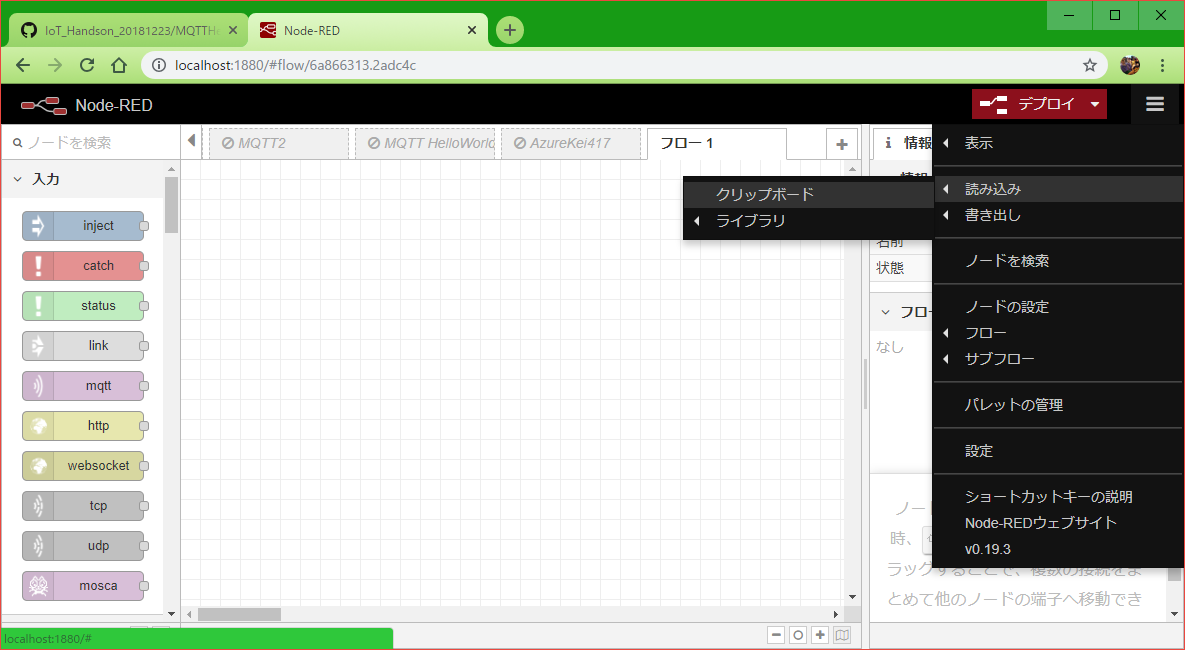 IoT_Handson_20181223/MQTTHe
Node-RED
localhost:1880/#flow/6a866313.2adc4c
Node-RED
デプロイ
ノードを検索
MQTT2
MQTT HelloWorld
AzureKei417
フロー 1
情報
表示
入力
読み込み
書き出し
クリップボード
ライブラリ
inject
名前
ノードを検索
catch
状態
status
ノードの設定
フロー
フロー
link
なし
サブフロー
mqtt
パレットの管理
http
設定
websocket
tcp
ショートカットキーの説明
ノード
Node-REDウェブサイト
udp
時、
v0.19.3
ラッグすることで、複数の接続をま
mosca
とめて他のノードの端子へ移動でき
localhost:1880/#